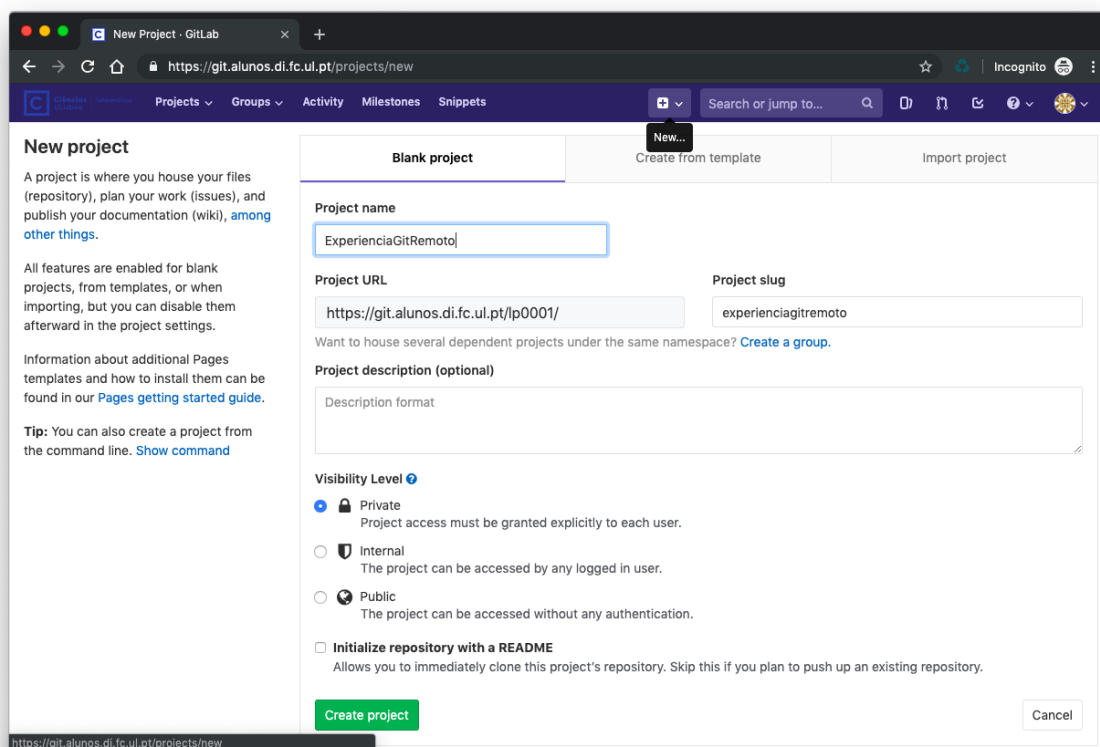 New Project · GitLab
https://git.alunos.di.fc.ul.pt/projects/new
Incognito
Ciências
ULisboa
Informática
Projects
Groups
Activity
Milestones
Snippets
Search or jump to...
New...
New project
A project is where you house your files
(repository), plan your work (issues), and
publish your documentation (wiki), among
other things.
All features are enabled for blank
projects, from templates, or when
importing, but you can disable them
afterward in the project settings.
Information about additional Pages
templates and how to install them can be
found in our Pages getting started guide.
Tip: You can also create a project from
the command line. Show command
Blank project
Create from template
Import project
Project name
ExperienciaGitRemoto
Project URL
Project slug
https://git.alunos.di.fc.ul.pt/lp0001/
experienciagitremoto
Want to house several dependent projects under the same namespace? Create a group.
Project description (optional)
Description format
Visibility Level
Private
Project access must be granted explicitly to each user.
Internal
The project can be accessed by any logged in user.
Public
The project can be accessed without any authentication.
Initialize repository with a README
Allows you to immediately clone this project's repository. Skip this if you plan to push up an existing repository.
Create project
Cancel
https://git.alunos.di.fc.ul.pt/projects/new